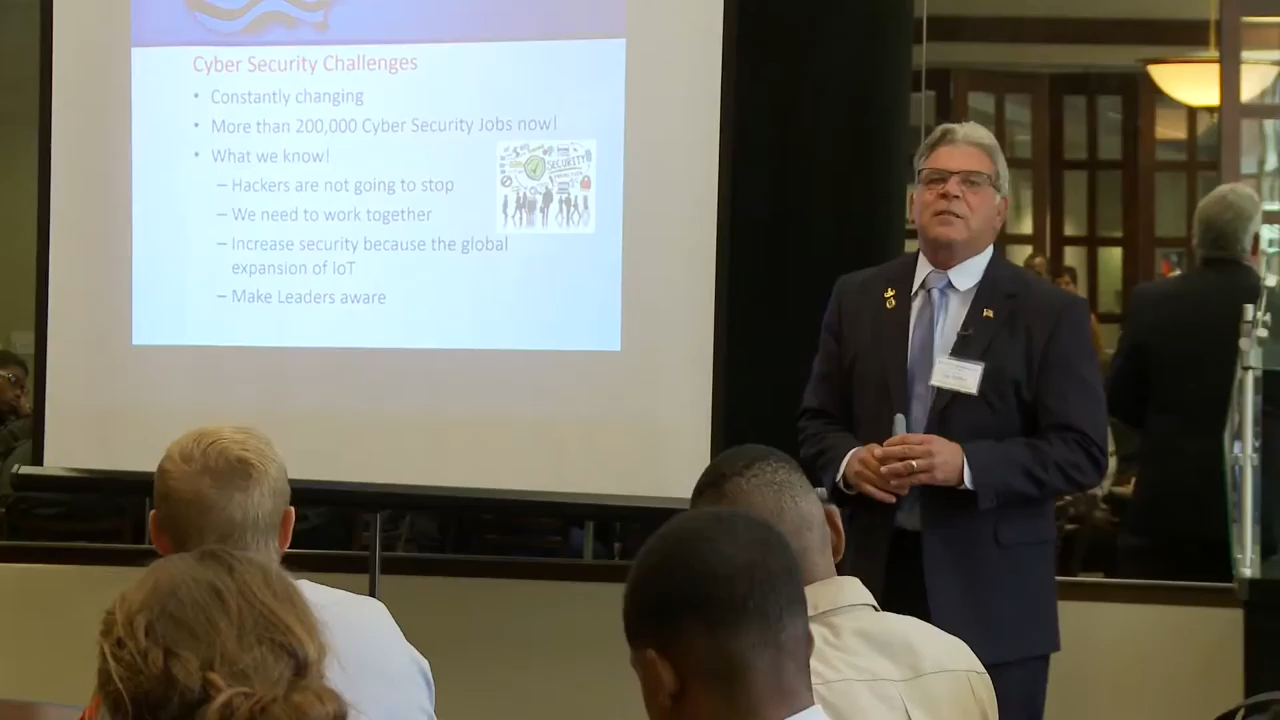 Cyber Security Challenges
• Constantly changing
• More than 200,000 Cyber Security Jobs now!
• What we know!
– Hackers are not going to stop
SECURITY
– We need to work together
– Increase security because the global
expansion of IoT
– Make Leaders aware